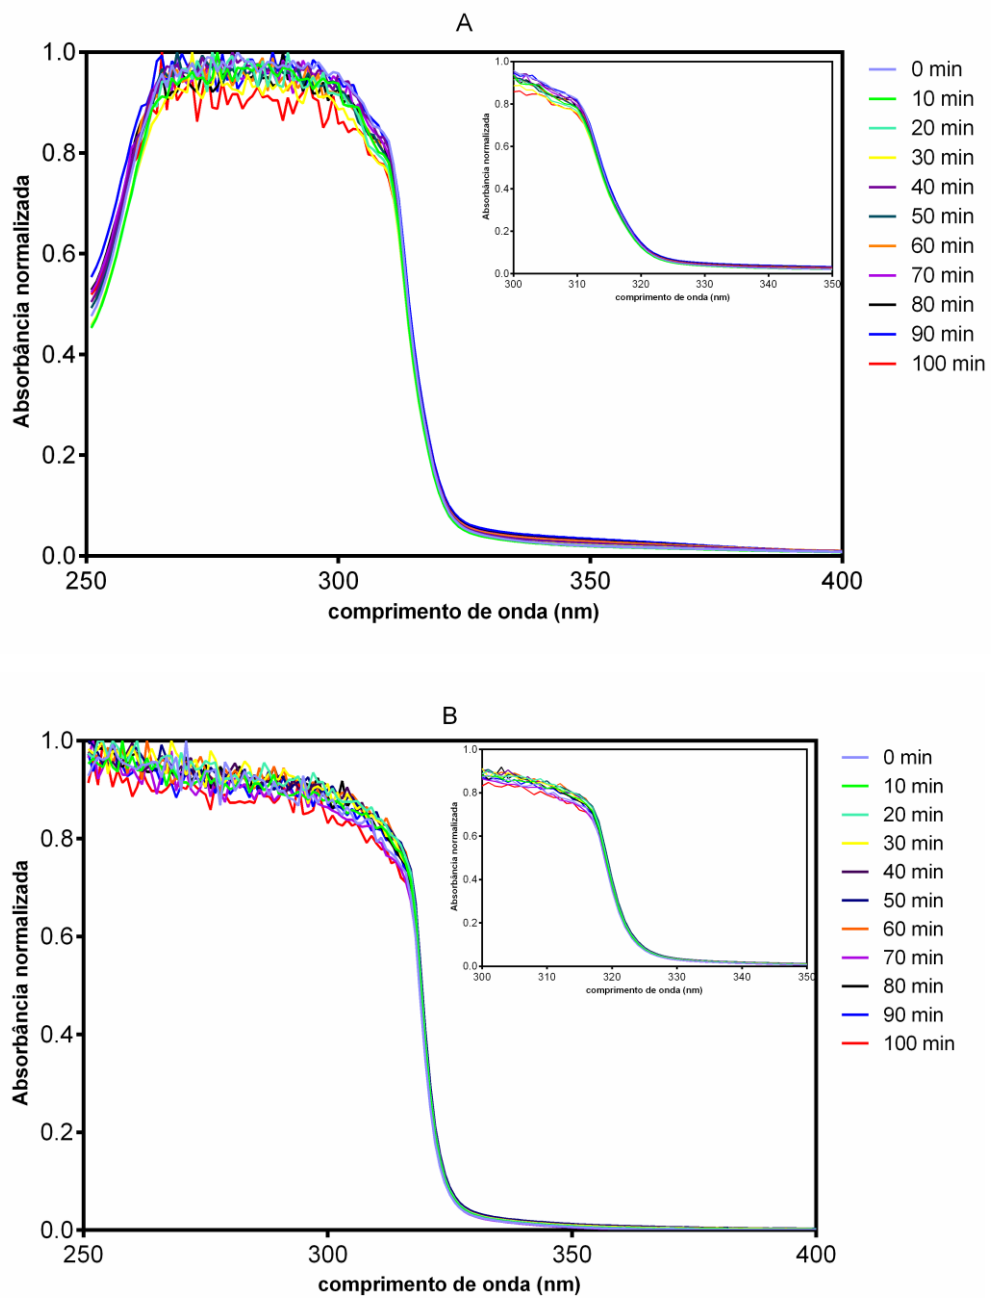 A
1.0
0.8
0.6
0.4
0.2
0.0
250
300
350
400
Absorbância normalizada
comprimento de onda (nm)
1.0
0.8
0.6
0.4
0.2
0.0
300
310
320
330
340
350
Absorbância normalizada
comprimento de onda (nm)
0 min
10 min
20 min
30 min
40 min
50 min
60 min
70 min
80 min
90 min
100 min
B
1.0
0.8
0.6
0.4
0.2
0.0
250
300
350
400
Absorbância normalizada
comprimento de onda (nm)
1.0
0.8
0.6
0.4
0.2
0.0
300
310
320
330
340
350
Absorbância normalizada
comprimento de onda (nm)
0 min
10 min
20 min
30 min
40 min
50 min
60 min
70 min
80 min
90 min
100 min